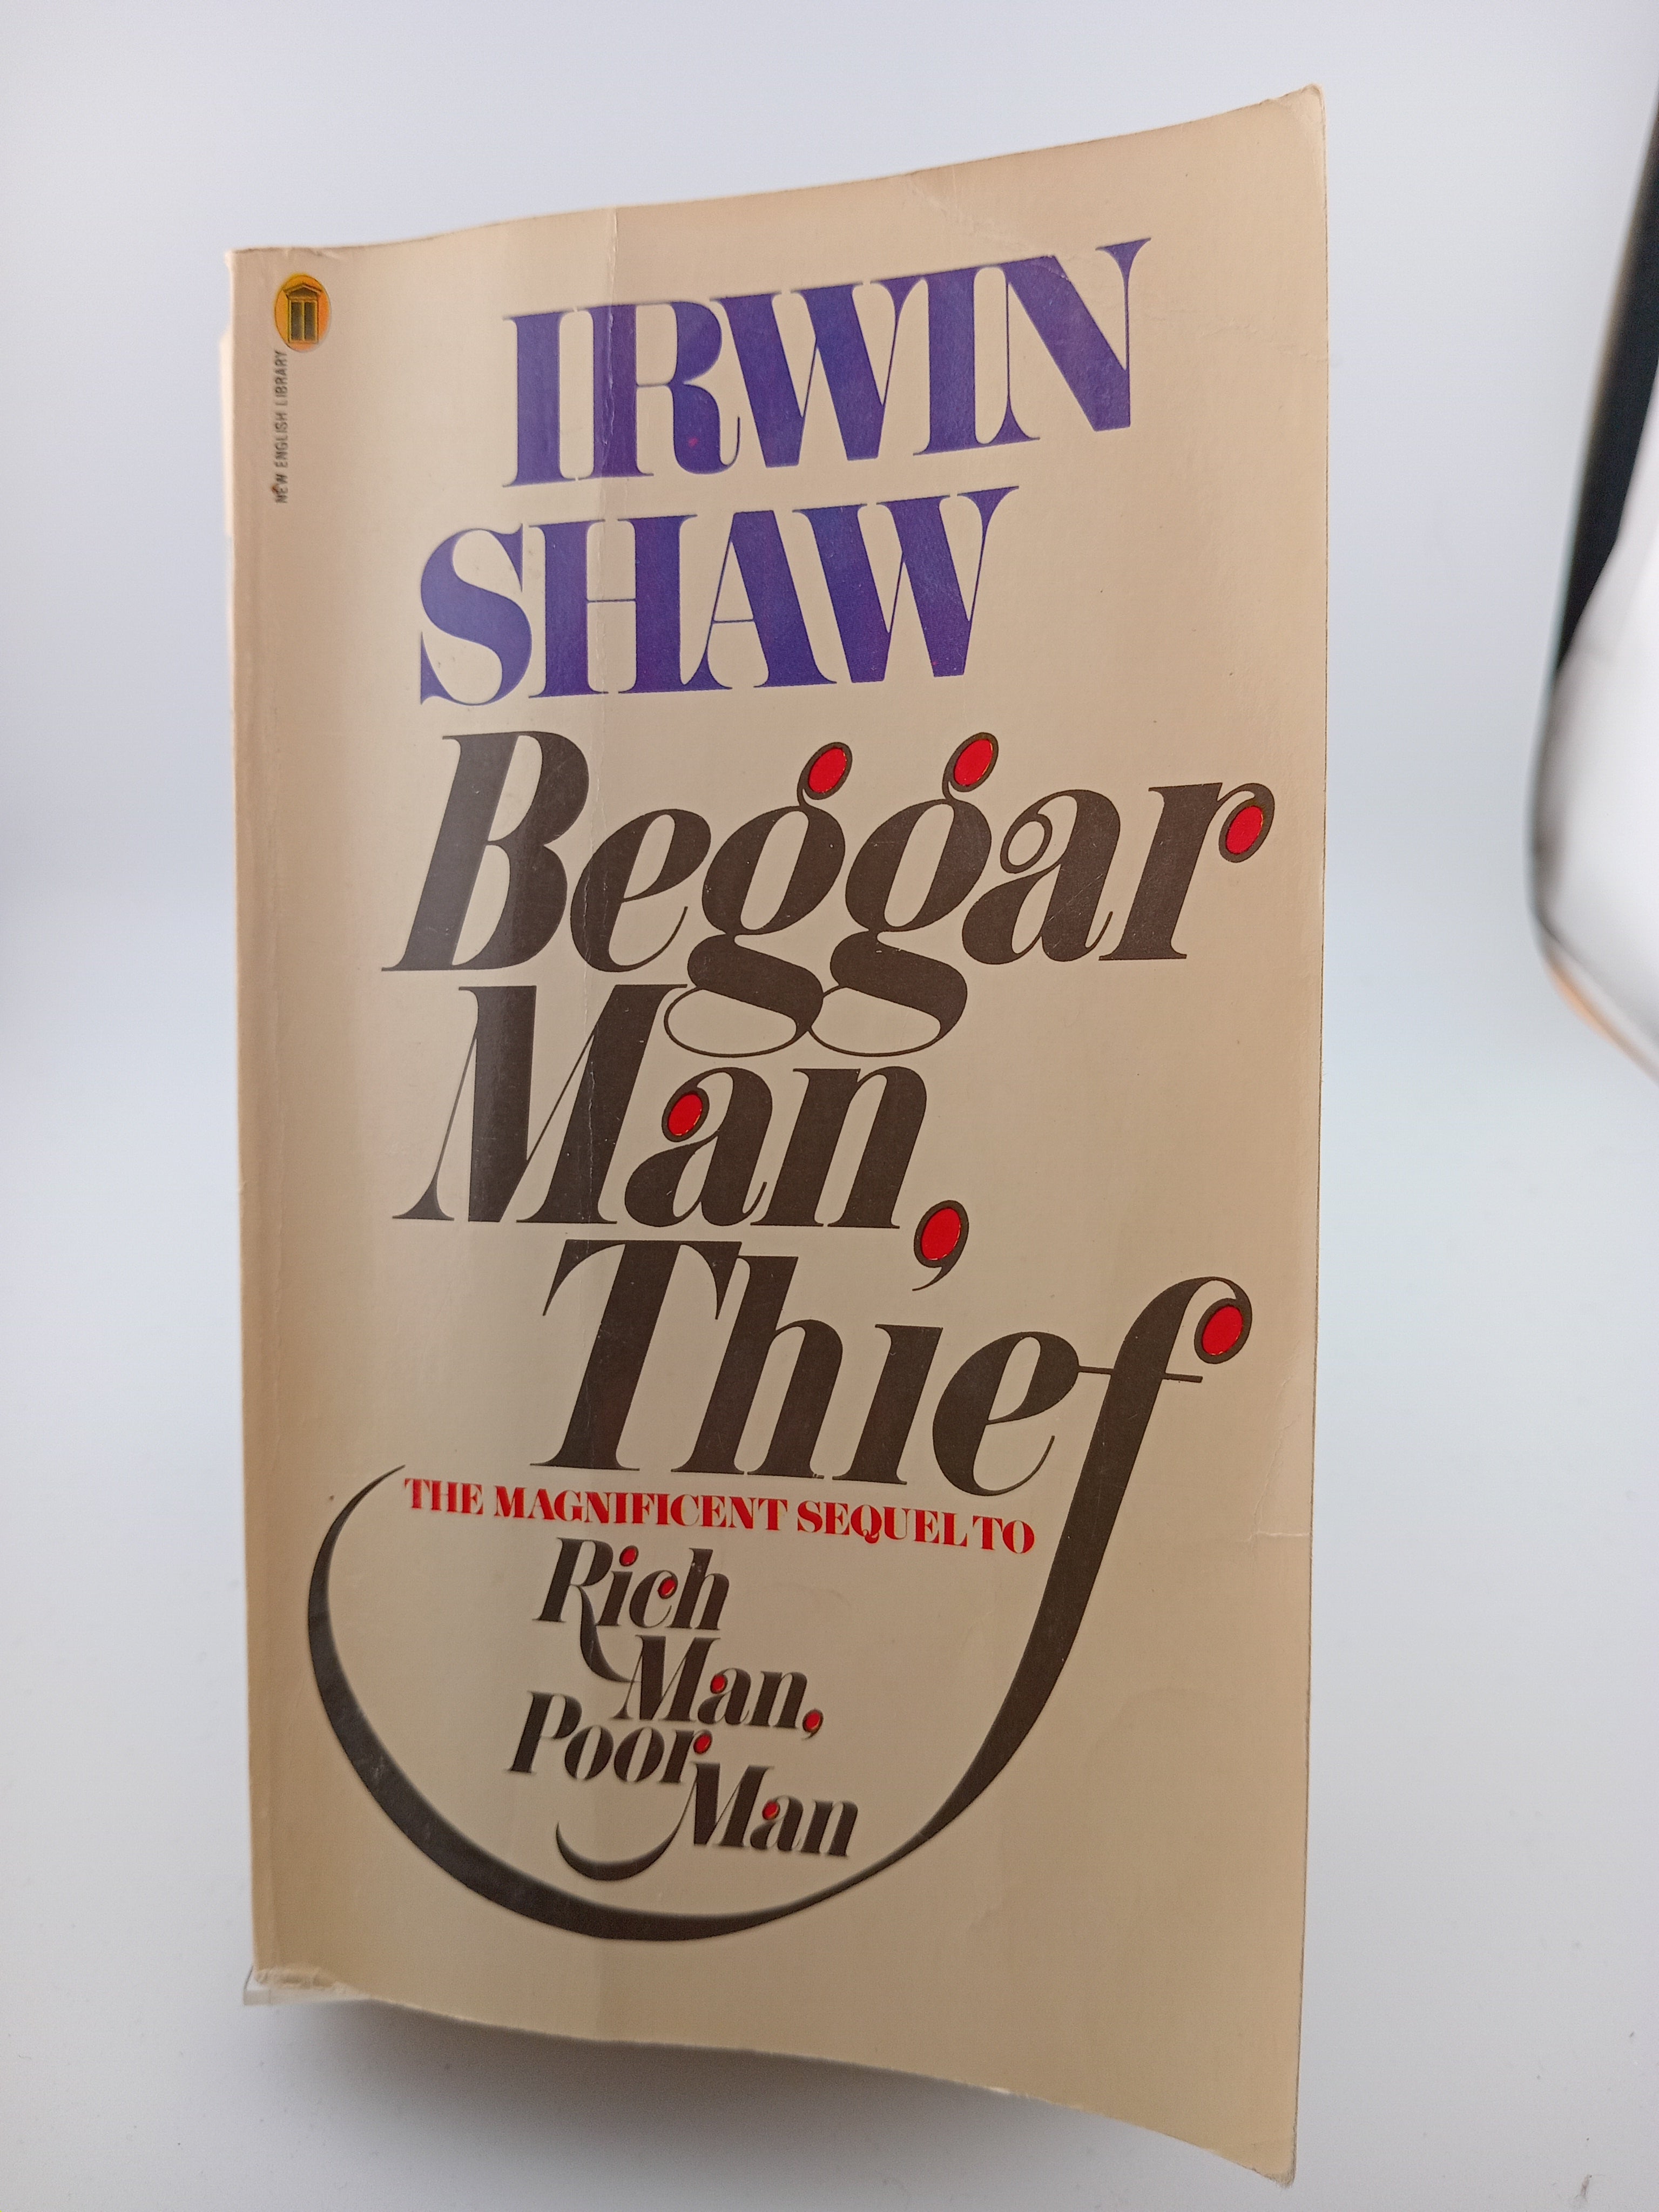 NEW ENGLISH LIBRARY
IRWIN
SHAW
Beggar
Man,
Thief
THE MAGNIFICENT SEQUEL TO
Rich
Man,
Poor
Man